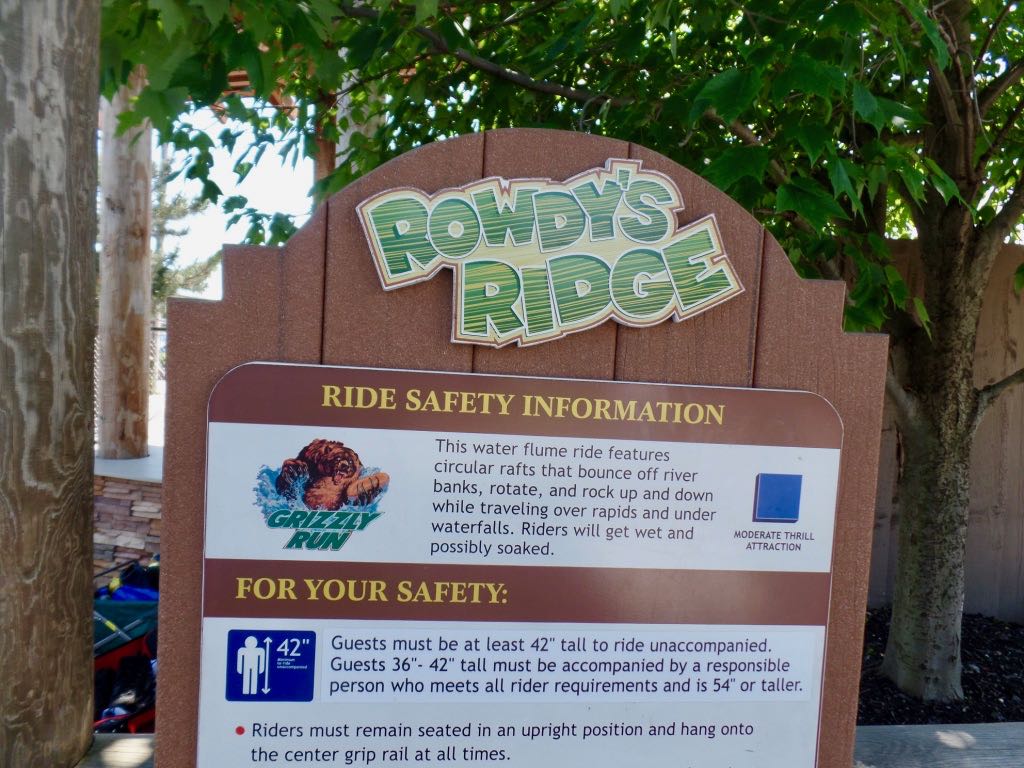 ROWDY'S
RIDGE
RIDE SAFETY INFORMATION
GRIZZLY
RUN
This water flume ride features
circular rafts that bounce off river
banks, rotate, and rock up and down
while traveling over rapids and under
waterfalls. Riders will get wet and
possibly soaked.
MODERATE THRILL
ATTRACTION
FOR YOUR SAFETY:
42"
Minimum
to ride
unaccompanied
Guests must be at least 42" tall to ride unaccompanied.
Guests 36"- 42" tall must be accompanied by a responsible
person who meets all rider requirements and is 54" or taller.
• Riders must remain seated in an upright position and hang onto
the center grip rail at all times.